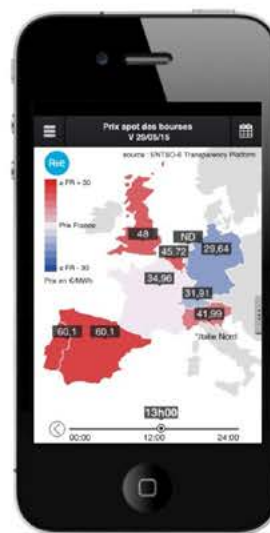 Prix spot des bourses
V 29/05/15
Rte
source : ENTSO-E Transparency Platform
≥ FR + 30
Prix France
≤ FR - 30
Prix en €/MWh
48
ND
45,72
29,64
34,96
31,91
60,1
60,1
41,99
*Italie Nord
13h00
00:00
12:00
24:00